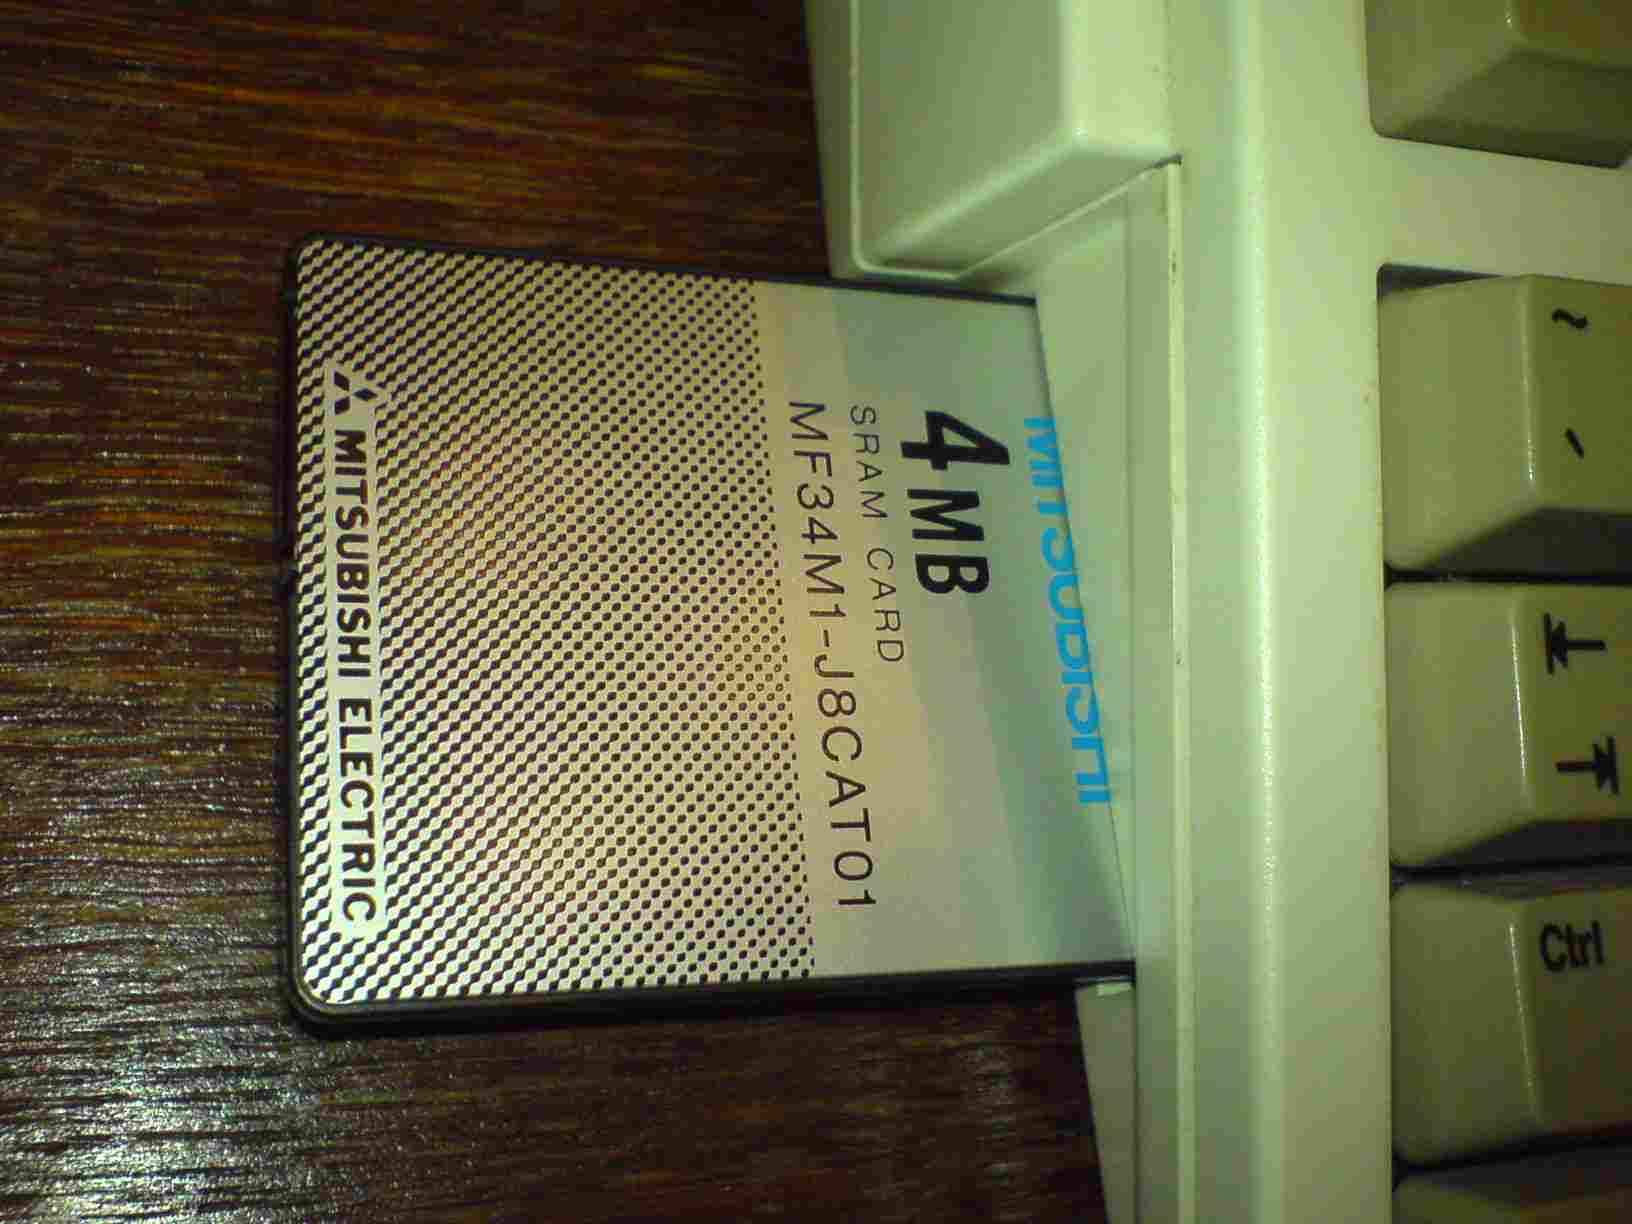 MITSUBISHI
4MB
SRAM CARD
MF34M1-J8CAT01
MITSUBISHI ELECTRIC
~
`
Ctrl